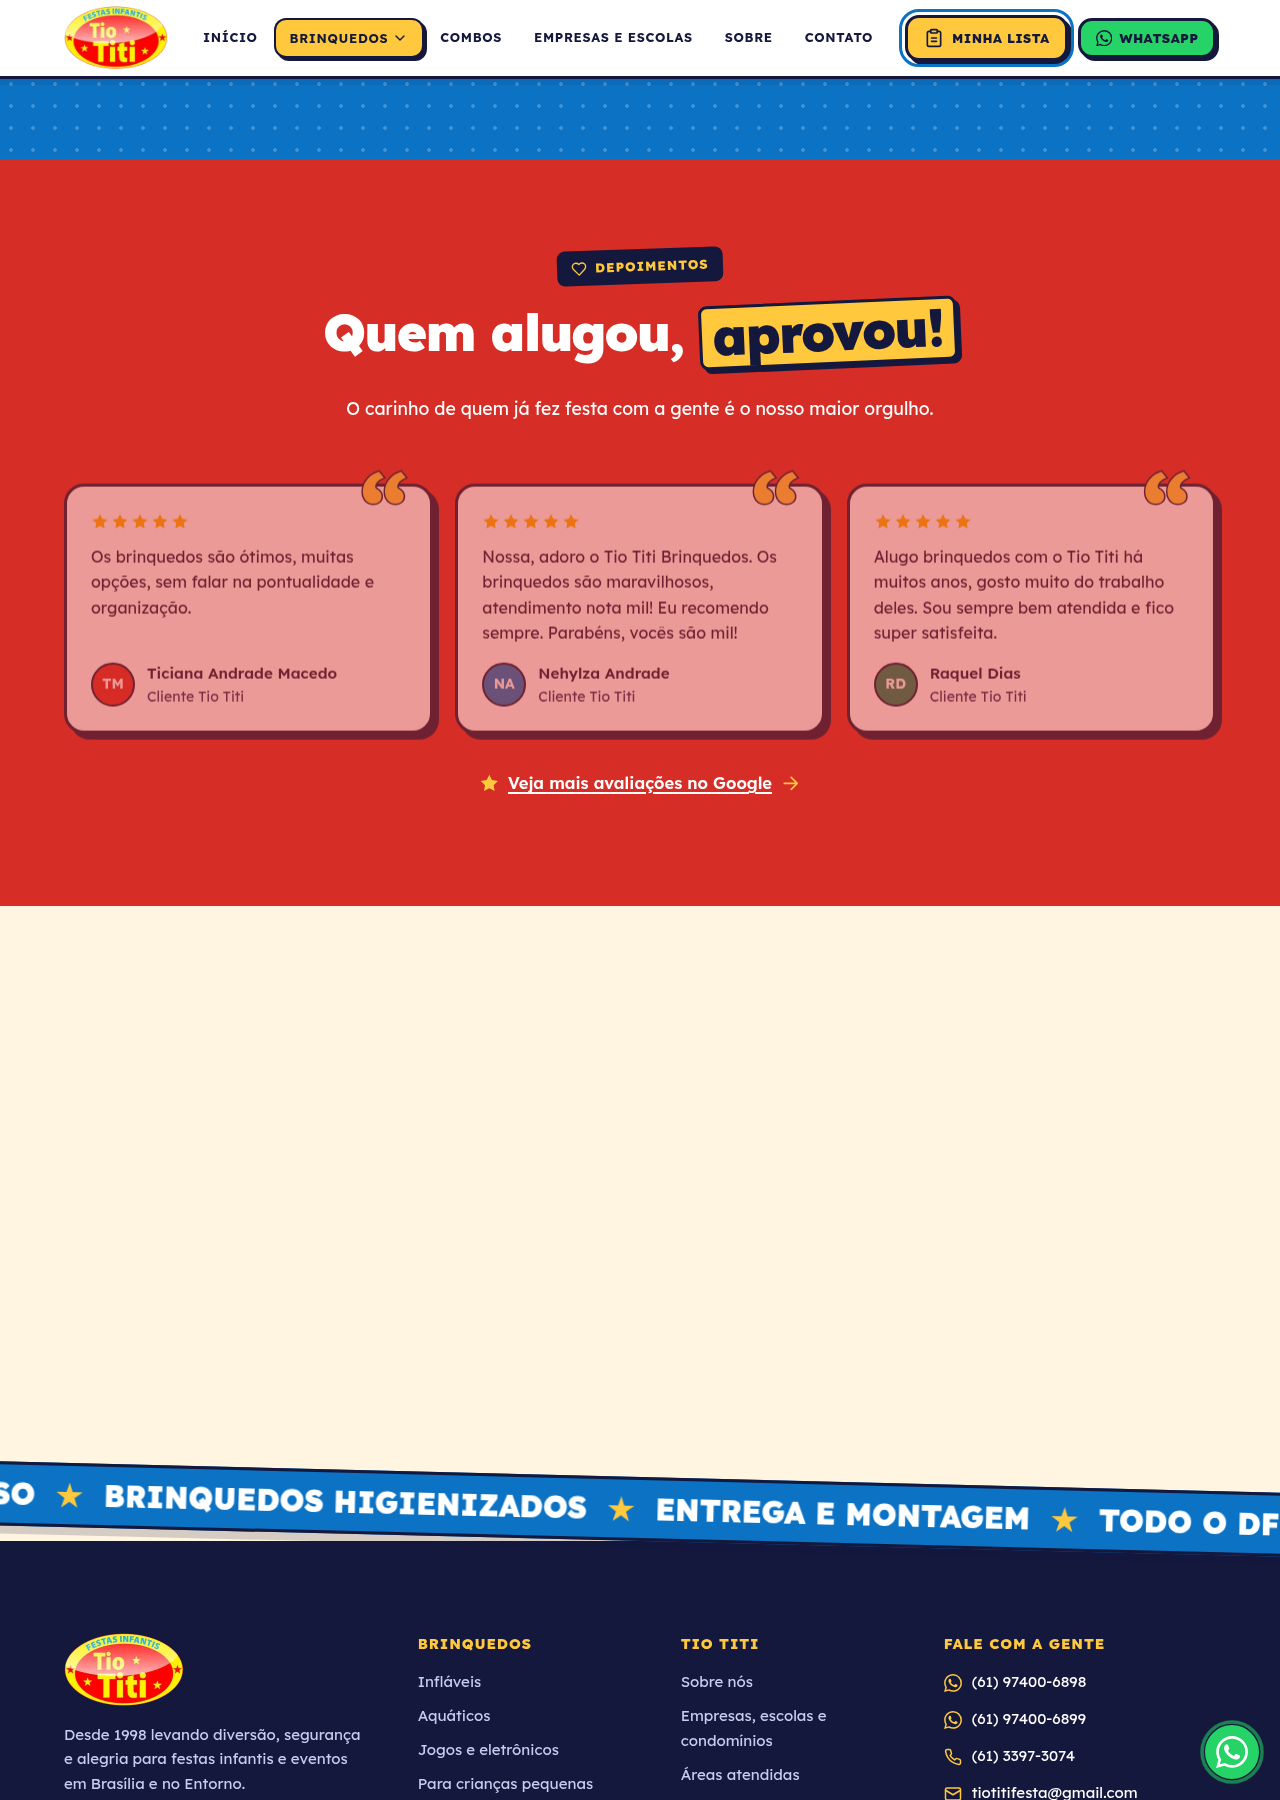 FESTAS INFANTIS
Tio
Titi
INÍCIO
BRINQUEDOS
COMBOS
EMPRESAS E ESCOLAS
SOBRE
CONTATO
MINHA LISTA
WHATSAPP
DEPOIMENTOS
Quem alugou, aprovou!
O carinho de quem já fez festa com a gente é o nosso maior orgulho.
Os brinquedos são ótimos, muitas
opções, sem falar na pontualidade e
organização.
TM
Ticiana Andrade Macedo
Cliente Tio Titi
Nossa, adoro o Tio Titi Brinquedos. Os
brinquedos são maravilhosos,
atendimento nota mil! Eu recomendo
sempre. Parabéns, vocês são mil!
NA
Nehylza Andrade
Cliente Tio Titi
Alugo brinquedos com o Tio Titi há
muitos anos, gosto muito do trabalho
deles. Sou sempre bem atendida e fico
super satisfeita.
RD
Raquel Dias
Cliente Tio Titi
Veja mais avaliações no Google
SO ★ BRINQUEDOS HIGIENIZADOS ★ ENTREGA E MONTAGEM ★ TODO O DF
FESTAS INFANTIS
Tio
Titi
Desde 1998 levando diversão, segurança
e alegria para festas infantis e eventos
em Brasília e no Entorno.
BRINQUEDOS
Infláveis
Aquáticos
Jogos e eletrônicos
Para crianças pequenas
TIO TITI
Sobre nós
Empresas, escolas e
condomínios
Áreas atendidas
FALE COM A GENTE
(61) 97400-6898
(61) 97400-6899
(61) 3397-3074
tiotitifesta@gmail.com